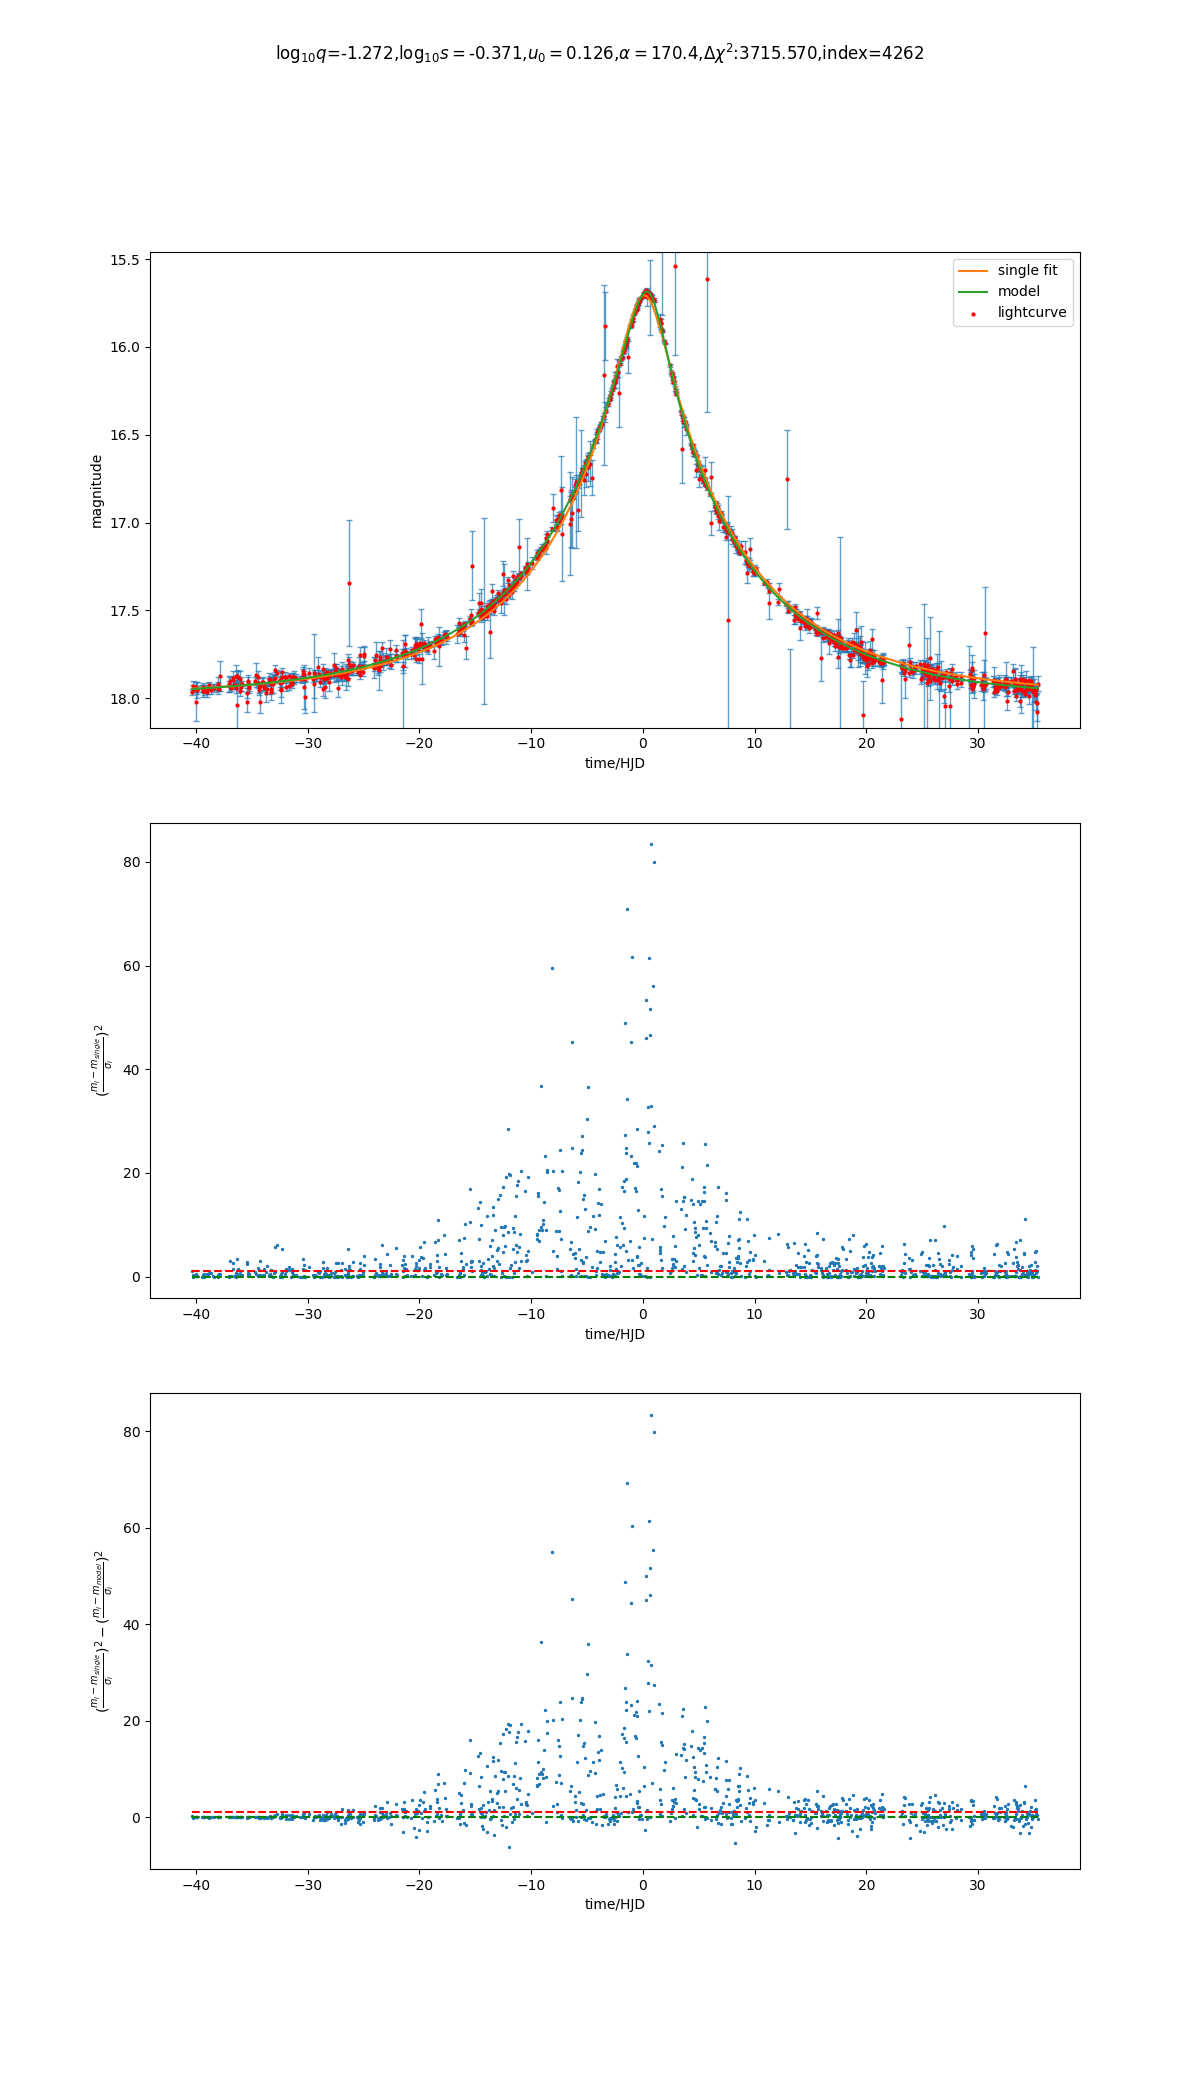 log₁₀q=-1.272,log₁₀s = -0.371,u₀ = 0.126,α = 170.4,Δχ²:3715.570,index=4262
15.5
16.0
16.5
17.0
17.5
18.0
magnitude
single fit
model
lightcurve
−40 −30 −20 −10 0 10 20 30
time/HJD
80
60
40
20
0
(mᵢ − m_single / σᵢ)²
−40 −30 −20 −10 0 10 20 30
time/HJD
80
60
40
20
0
(mᵢ − m_single / σᵢ)² − (mᵢ − m_model / σᵢ)²
−40 −30 −20 −10 0 10 20 30
time/HJD